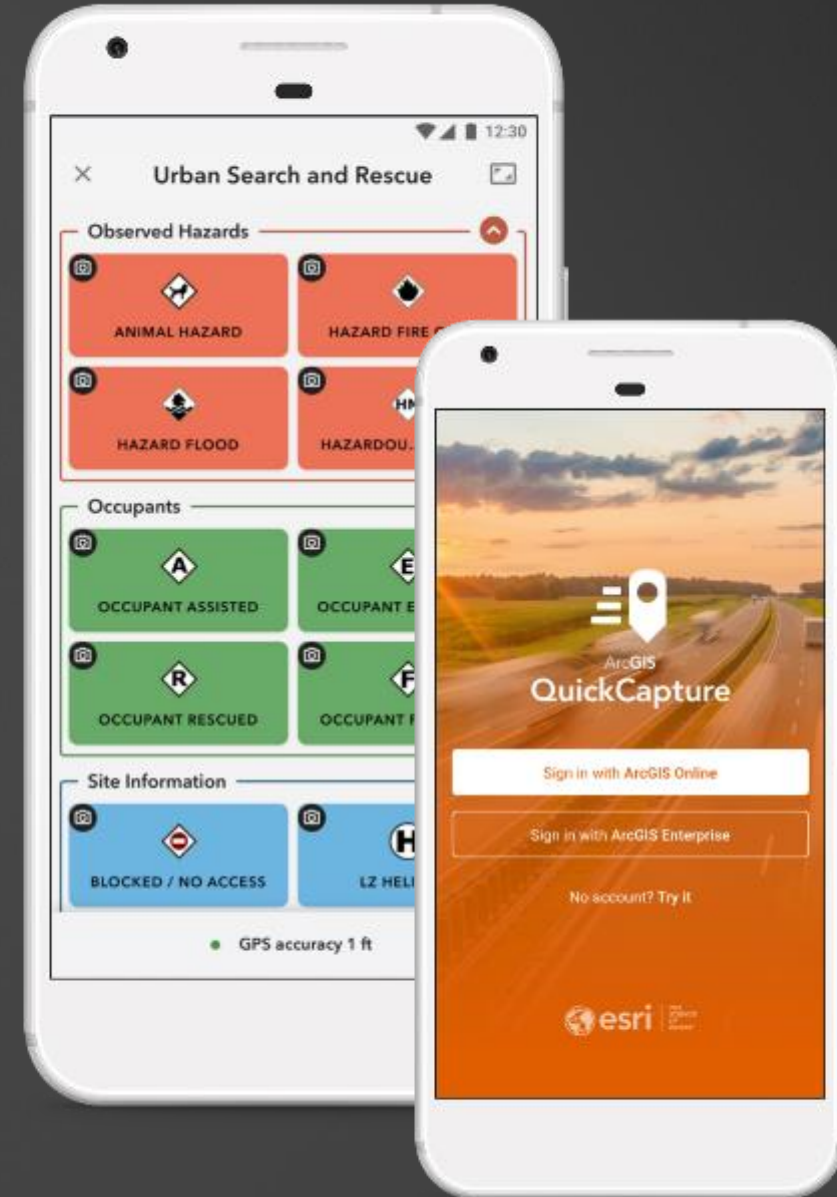 12:30
Urban Search and Rescue
Observed Hazards
ANIMAL HAZARD
HAZARD FIRE
HAZARD FLOOD
HAZARDOU..
Occupants
A
OCCUPANT ASSISTED
E
OCCUPANT
R
OCCUPANT RESCUED
F
OCCUPANT
Site Information
BLOCKED / NO ACCESS
H
LZ
GPS accuracy 1 ft
ArcGIS
QuickCapture
Sign in with ArcGIS Online
Sign in with ArcGIS Enterprise
No account? Try it
esri